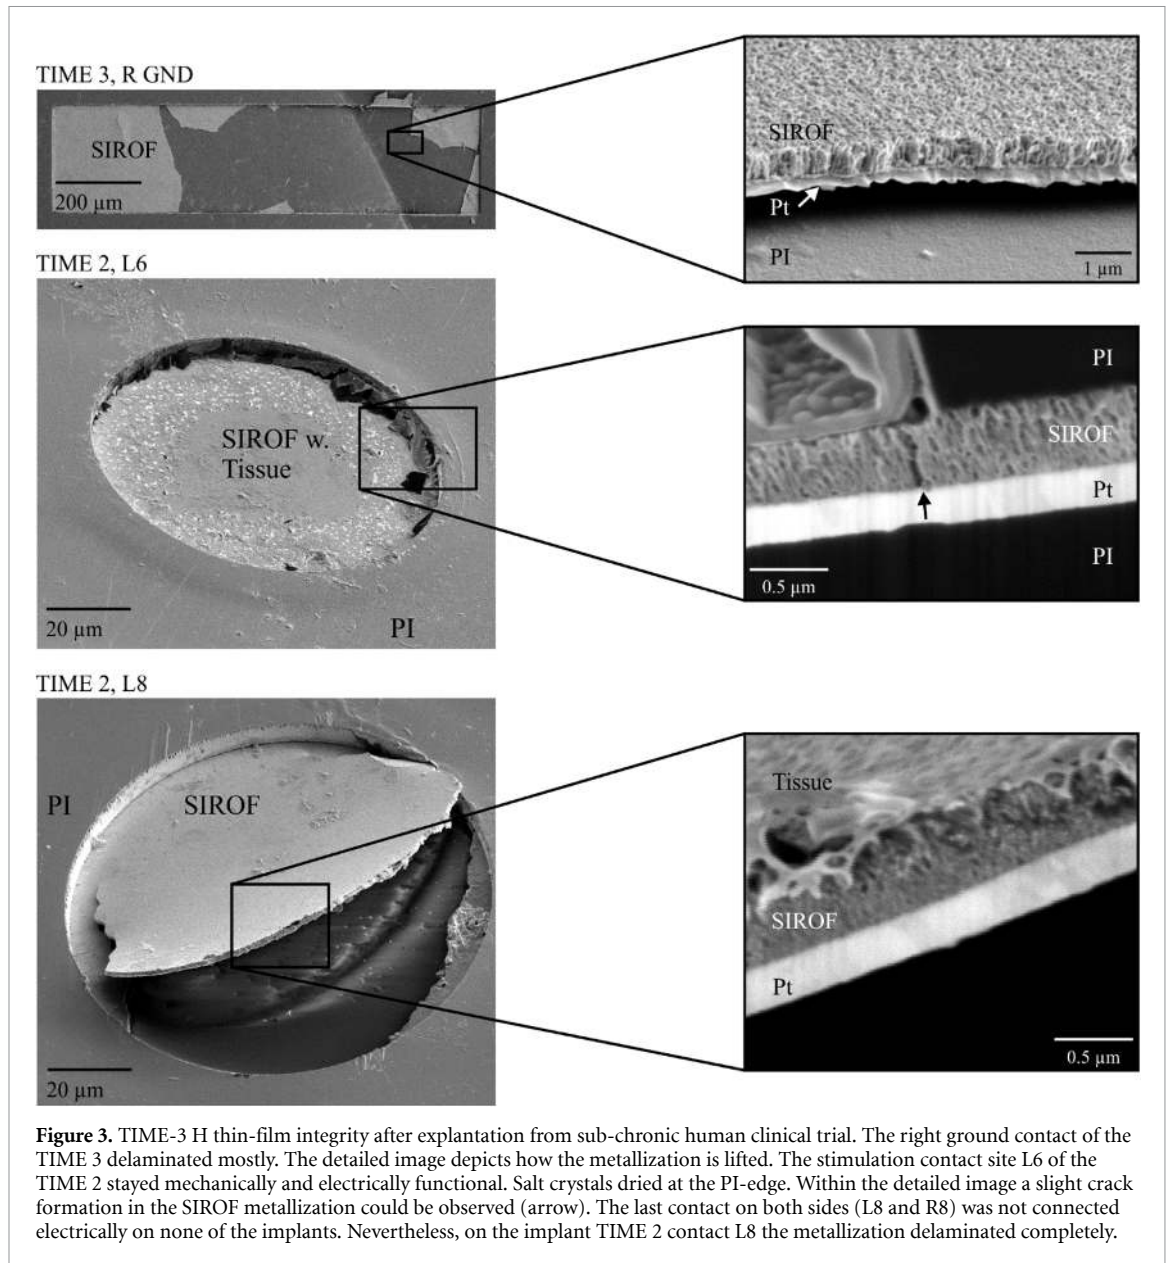 TIME 3, R GND
SIROF
200 µm
SIROF
Pt
PI
1 µm
TIME 2, L6
SIROF w.
Tissue
20 µm
PI
PI
SIROF
Pt
PI
0.5 µm
TIME 2, L8
PI
SIROF
20 µm
Tissue
SIROF
Pt
0.5 µm
Figure 3. TIME-3 H thin-film integrity after explantation from sub-chronic human clinical trial. The right ground contact of the
TIME 3 delaminated mostly. The detailed image depicts how the metallization is lifted. The stimulation contact site L6 of the
TIME 2 stayed mechanically and electrically functional. Salt crystals dried at the PI-edge. Within the detailed image a slight crack
formation in the SIROF metallization could be observed (arrow). The last contact on both sides (L8 and R8) was not connected
electrically on none of the implants. Nevertheless, on the implant TIME 2 contact L8 the metallization delaminated completely.